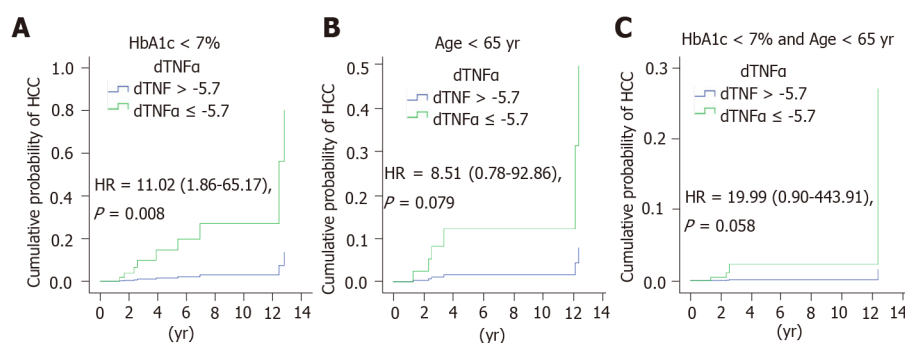 A
HbA1c < 7%
dTNFα
dTNF > -5.7
dTNFα ≤ -5.7
HR = 11.02 (1.86-65.17),
P = 0.008
Cumulative probability of HCC
1.0
0.8
0.6
0.4
0.2
0.0
0 2 4 6 8 10 12 14
(yr)
B
Age < 65 yr
dTNFα
dTNF > -5.7
dTNFα ≤ -5.7
HR = 8.51 (0.78-92.86),
P = 0.079
Cumulative probability of HCC
0.5
0.4
0.3
0.2
0.1
0.0
0 2 4 6 8 10 12 14
(yr)
C
HbA1c < 7% and Age < 65 yr
dTNFα
dTNF > -5.7
dTNFα ≤ -5.7
HR = 19.99 (0.90-443.91),
P = 0.058
Cumulative probability of HCC
0.3
0.2
0.1
0.0
0 2 4 6 8 10 12 14
(yr)